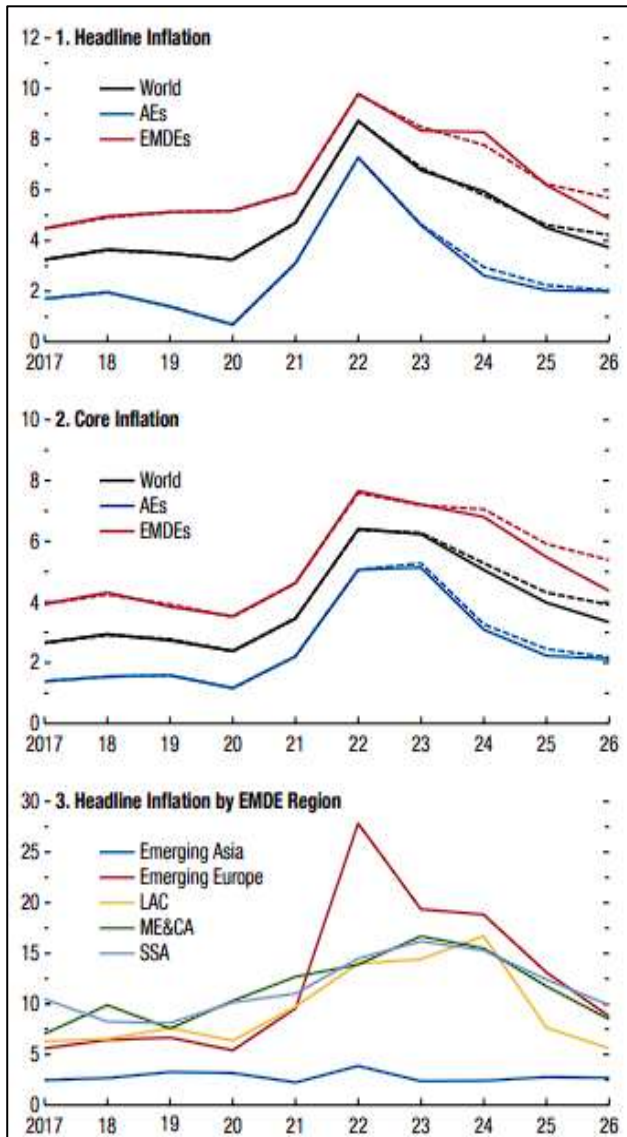 12 - 1. Headline Inflation
World
AEs
EMDEs
10
8
6
4
2
0
2017 18 19 20 21 22 23 24 25 26
10 - 2. Core Inflation
World
AEs
EMDEs
8
6
4
2
0
2017 18 19 20 21 22 23 24 25 26
30 - 3. Headline Inflation by EMDE Region
Emerging Asia
Emerging Europe
LAC
ME&CA
SSA
25
20
15
10
5
0
2017 18 19 20 21 22 23 24 25 26